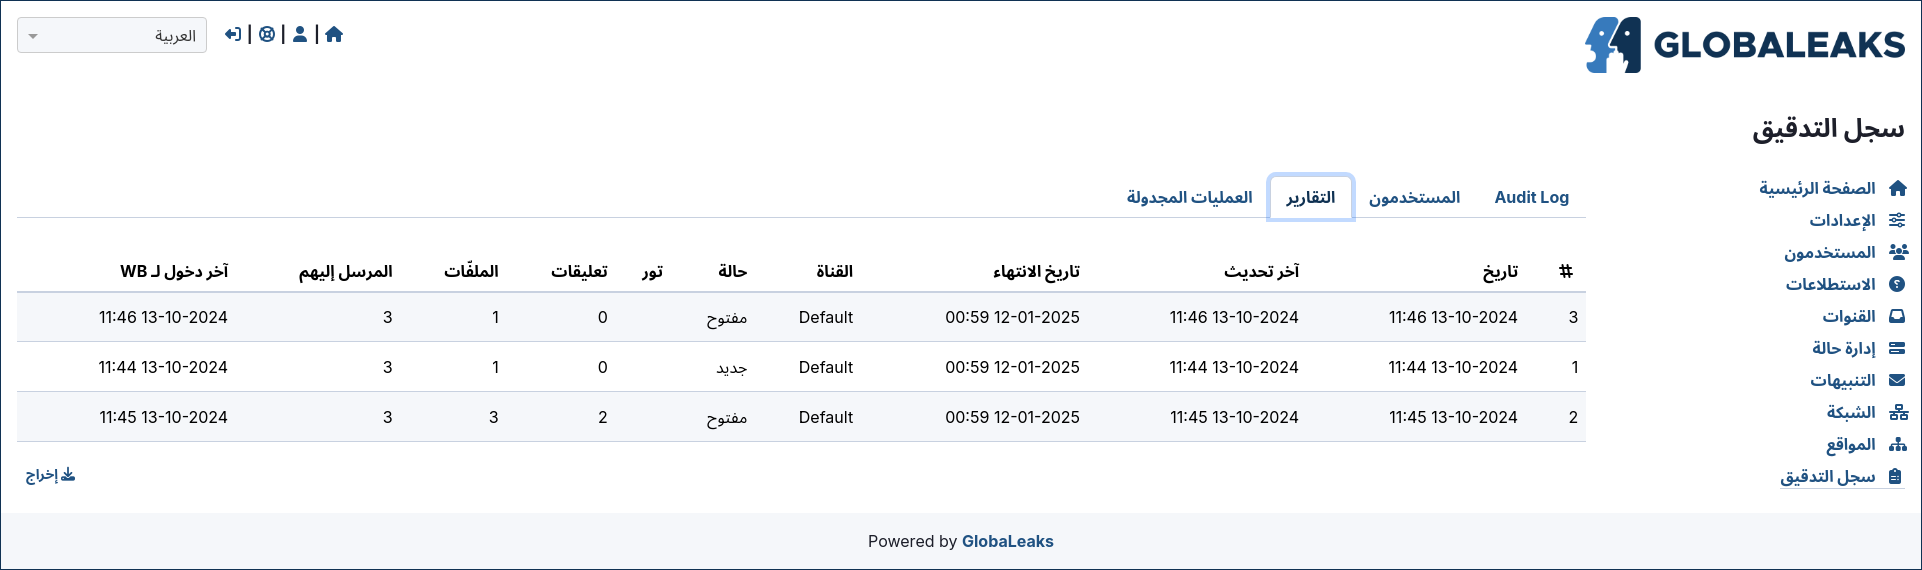 GLOBALEAKS
العربية
سجل التدقيق
الصفحة الرئيسية
الإعدادات
المستخدمون
الاستطلاعات
القنوات
إدارة حالة
التنبيهات
الشبكة
المواقع
سجل التدقيق
Audit Log المستخدمون التقارير العمليات المجدولة
# تاريخ آخر تحديث تاريخ الانتهاء القناة حالة تور تعليقات الملفّات المرسل إليهم آخر دخول لـ WB
3 11:46 13-10-2024 11:46 13-10-2024 00:59 12-01-2025 Default مفتوح 0 1 3 11:46 13-10-2024
1 11:44 13-10-2024 11:44 13-10-2024 00:59 12-01-2025 Default جديد 0 1 3 11:44 13-10-2024
2 11:45 13-10-2024 11:45 13-10-2024 00:59 12-01-2025 Default مفتوح 2 3 3 11:45 13-10-2024
إخراج
Powered by GlobaLeaks